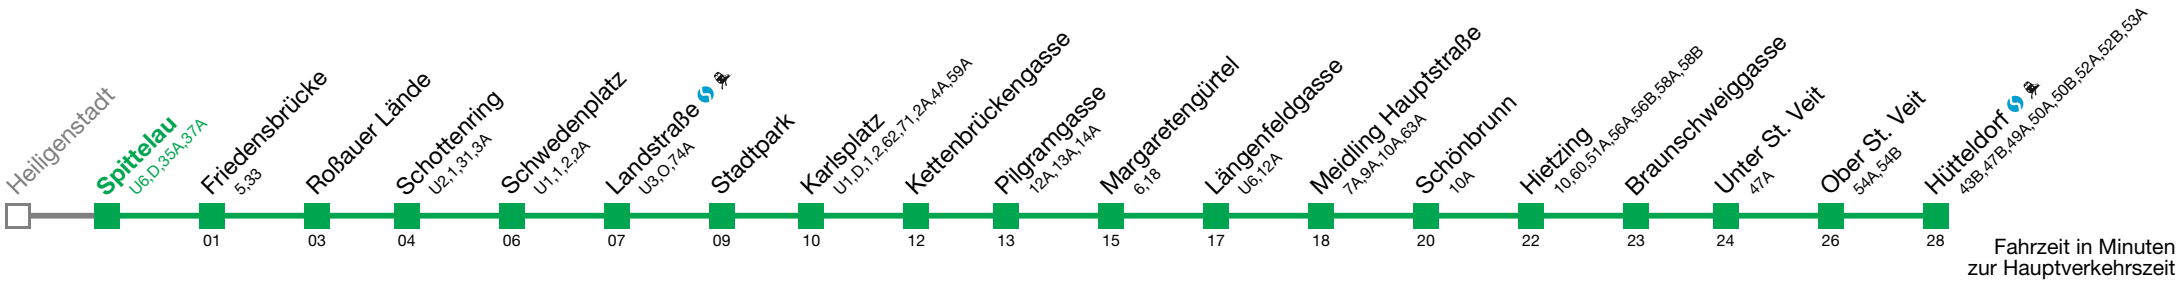 Heiligenstadt
Spittelau
U6,D,35A,37A
Friedensbrücke
5,33
01
Roßauer Lände
03
Schottenring
U2,1,31,3A
04
Schwedenplatz
U1,1,2,2A
06
Landstraße
U3,O,74A
07
Stadtpark
09
Karlsplatz
U1,D,1,2,62,71,2A,4A,59A
10
Kettenbrückengasse
12
Pilgramgasse
12A,13A,14A
13
Margaretengürtel
6,18
15
Längenfeldgasse
U6,12A
17
Meidling Hauptstraße
7A,9A,10A,63A
18
Schönbrunn
10A
20
Hietzing
10,60,51A,56A,56B,58A,58B
22
Braunschweiggasse
23
Unter St. Veit
47A
24
Ober St. Veit
54A,54B
26
Hütteldorf
43B,47B,49A,50A,50B,52A,52B,53A
28
Fahrzeit in Minuten
zur Hauptverkehrszeit